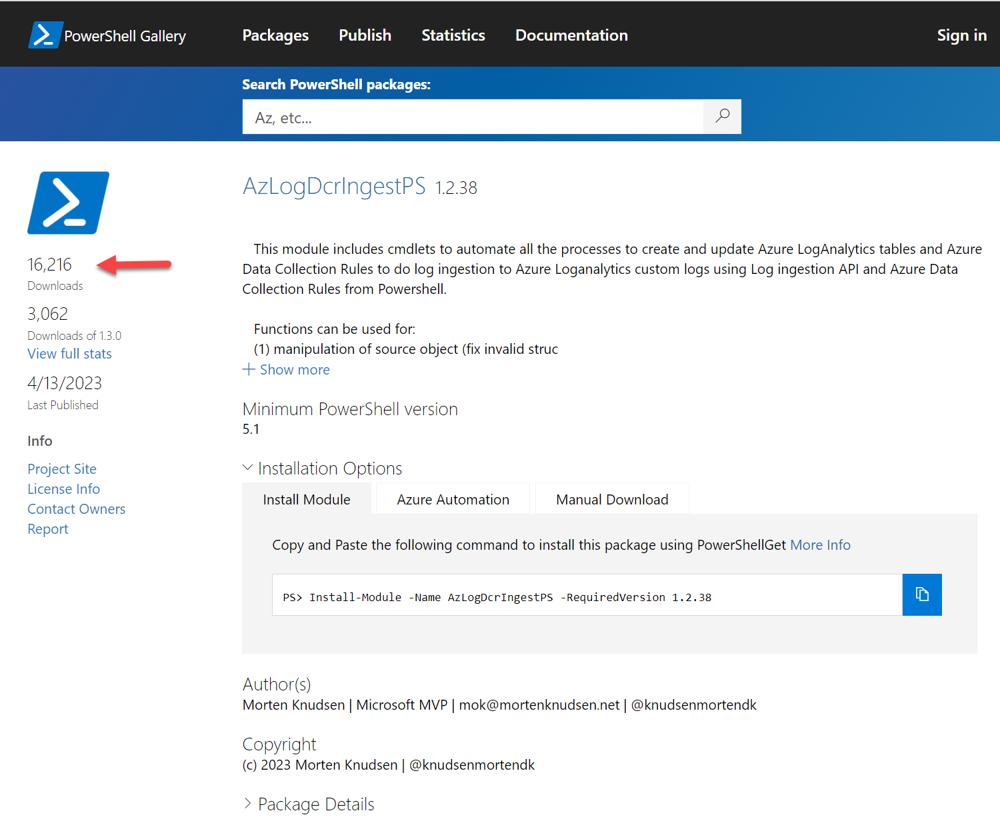 PowerShell Gallery
Packages
Publish
Statistics
Documentation
Sign in
Search PowerShell packages:
Az, etc...
16,216
Downloads
3,062
Downloads of 1.3.0
View full stats
4/13/2023
Last Published
Info
Project Site
License Info
Contact Owners
Report
AzLogDcrIngestPS 1.2.38
This module includes cmdlets to automate all the processes to create and update Azure LogAnalytics tables and Azure
Data Collection Rules to do log ingestion to Azure Loganalytics custom logs using Log ingestion API and Azure Data
Collection Rules from Powershell.
Functions can be used for:
(1) manipulation of source object (fix invalid struc
Show more
Minimum PowerShell version
5.1
Installation Options
Install Module
Azure Automation
Manual Download
Copy and Paste the following command to install this package using PowerShellGet More Info
PS> Install-Module -Name AzLogDcrIngestPS -RequiredVersion 1.2.38
Author(s)
Morten Knudsen | Microsoft MVP | mok@mortenknudsen.net | @knudsenmortendk
Copyright
(c) 2023 Morten Knudsen | @knudsenmortendk
Package Details